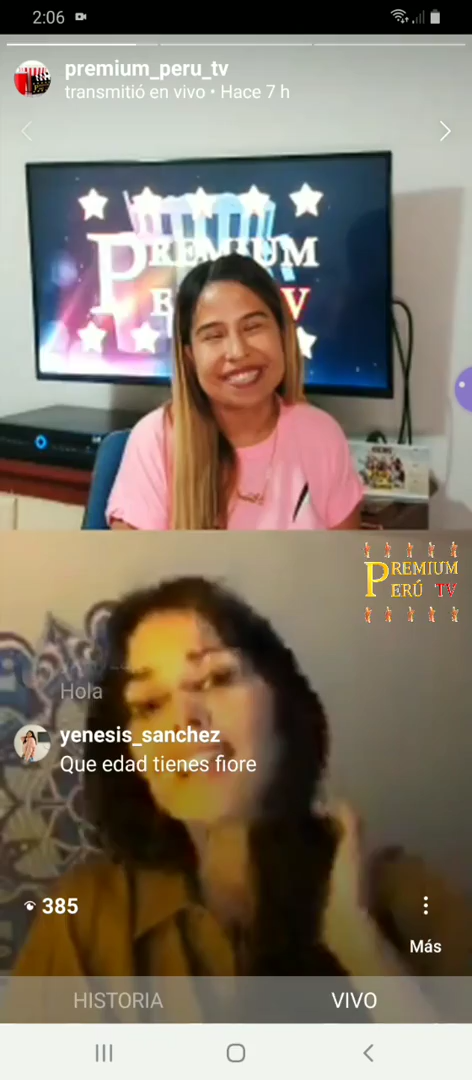 2:06
premium_peru_tv
transmitió en vivo • Hace 7 h
PREMIUM
PREMIUM
PERÚ TV
Hola
yenesis_sanchez
Que edad tienes fiore
385
Más
HISTORIA
VIVO